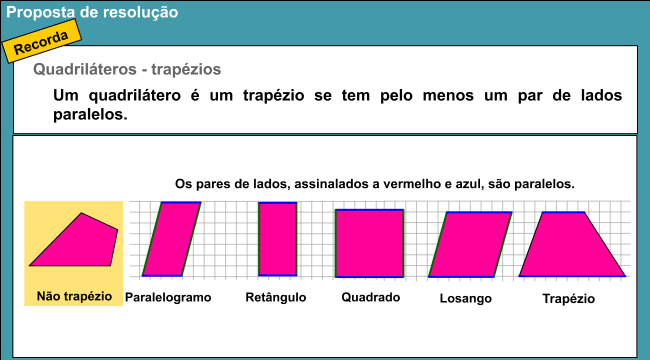 Proposta de resolução
Recorda
Quadriláteros - trapézios
Um quadrilátero é um trapézio se tem pelo menos um par de lados
paralelos.
Os pares de lados, assinalados a vermelho e azul, são paralelos.
Não trapézio Paralelogramo Retângulo Quadrado Losango Trapézio